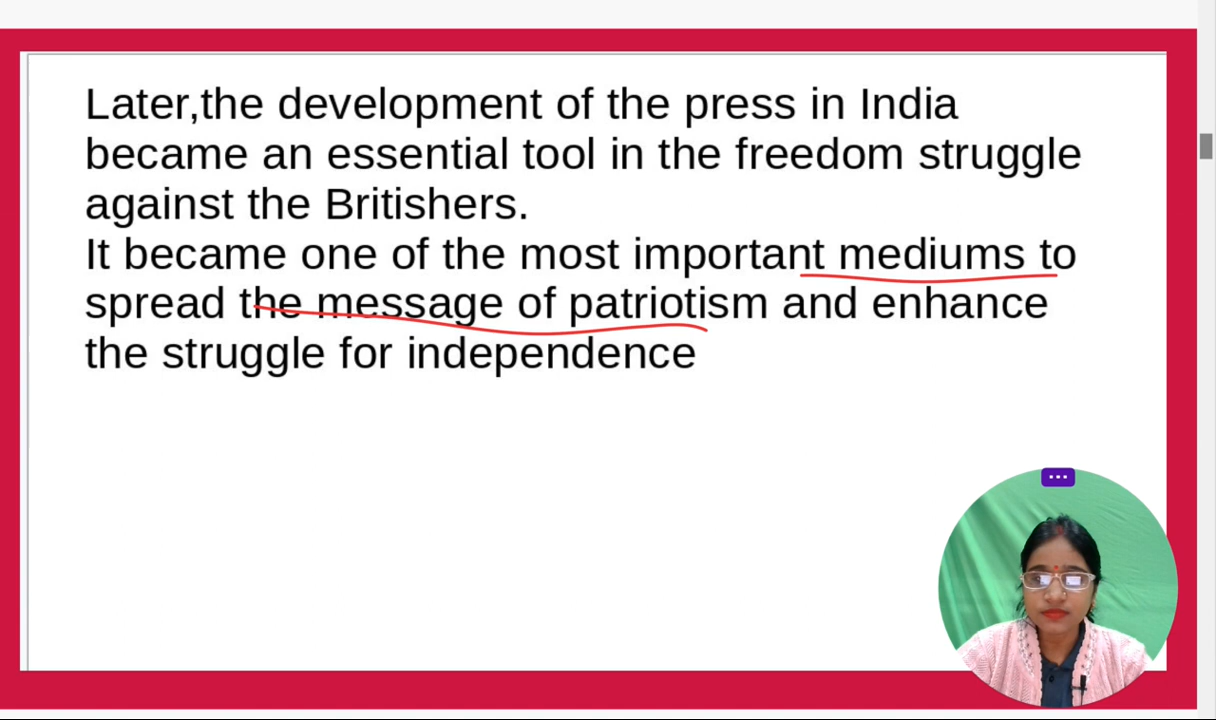 Later,the development of the press in India
became an essential tool in the freedom struggle
against the Britishers.
It became one of the most important mediums to
spread the message of patriotism and enhance
the struggle for independence